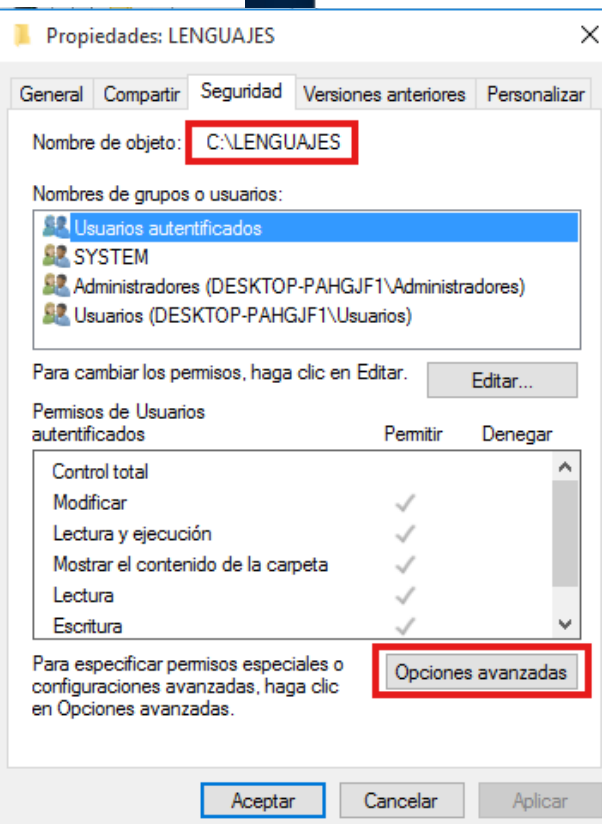 Propiedades: LENGUAJES
General Compartir Seguridad Versiones anteriores Personalizar
Nombre de objeto: C:\LENGUAJES
Nombres de grupos o usuarios:
Usuarios autentificados
SYSTEM
Administradores (DESKTOP-PAHGJF1\Administradores)
Usuarios (DESKTOP-PAHGJF1\Usuarios)
Para cambiar los permisos, haga clic en Editar. Editar...
Permisos de Usuarios
autentificados Permitir Denegar
Control total
Modificar
Lectura y ejecución
Mostrar el contenido de la carpeta
Lectura
Escritura
Para especificar permisos especiales o
configuraciones avanzadas, haga clic
en Opciones avanzadas.
Opciones avanzadas
Aceptar Cancelar Aplicar